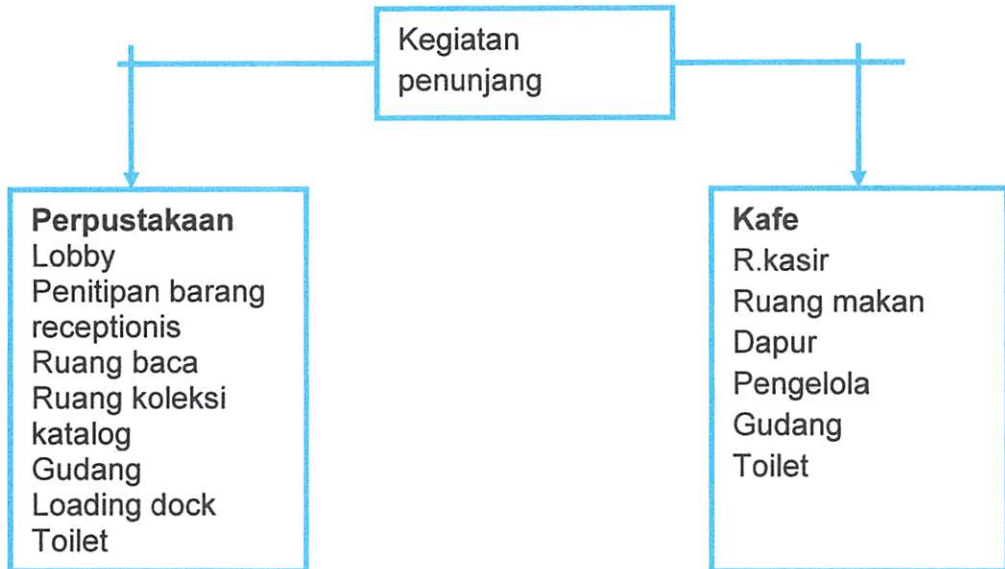 Kegiatan
penunjang
Perpustakaan
Lobby
Penitipan barang
receptionis
Ruang baca
Ruang koleksi
katalog
Gudang
Loading dock
Toilet
Kafe
R.kasir
Ruang makan
Dapur
Pengelola
Gudang
Toilet